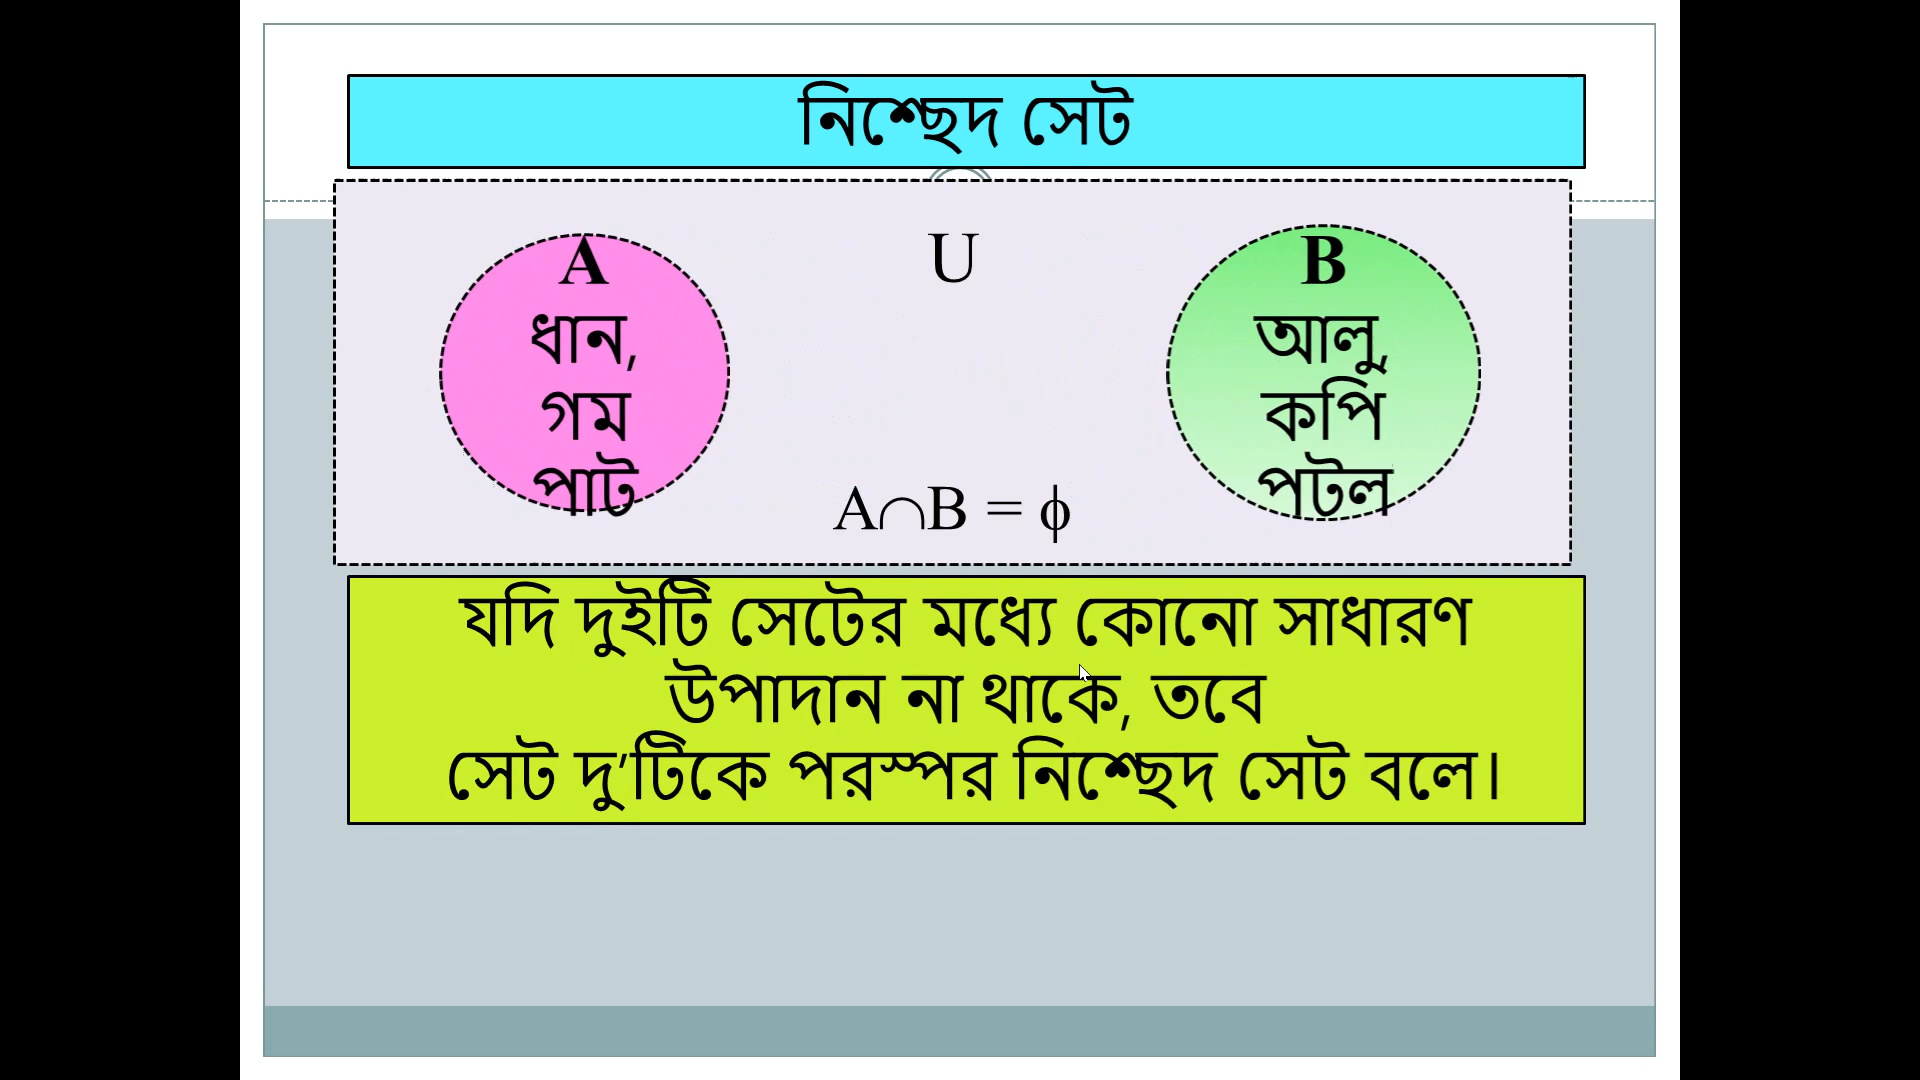 নিশ্ছেদ সেট
U
A
ধান,
গম
পাট
B
আলু,
কপি
পটল
A∩B = ϕ
যদি দুইটি সেটের মধ্যে কোনো সাধারণ
উপাদান না থাকে, তবে
সেট দু’টিকে পরস্পর নিশ্ছেদ সেট বলে।